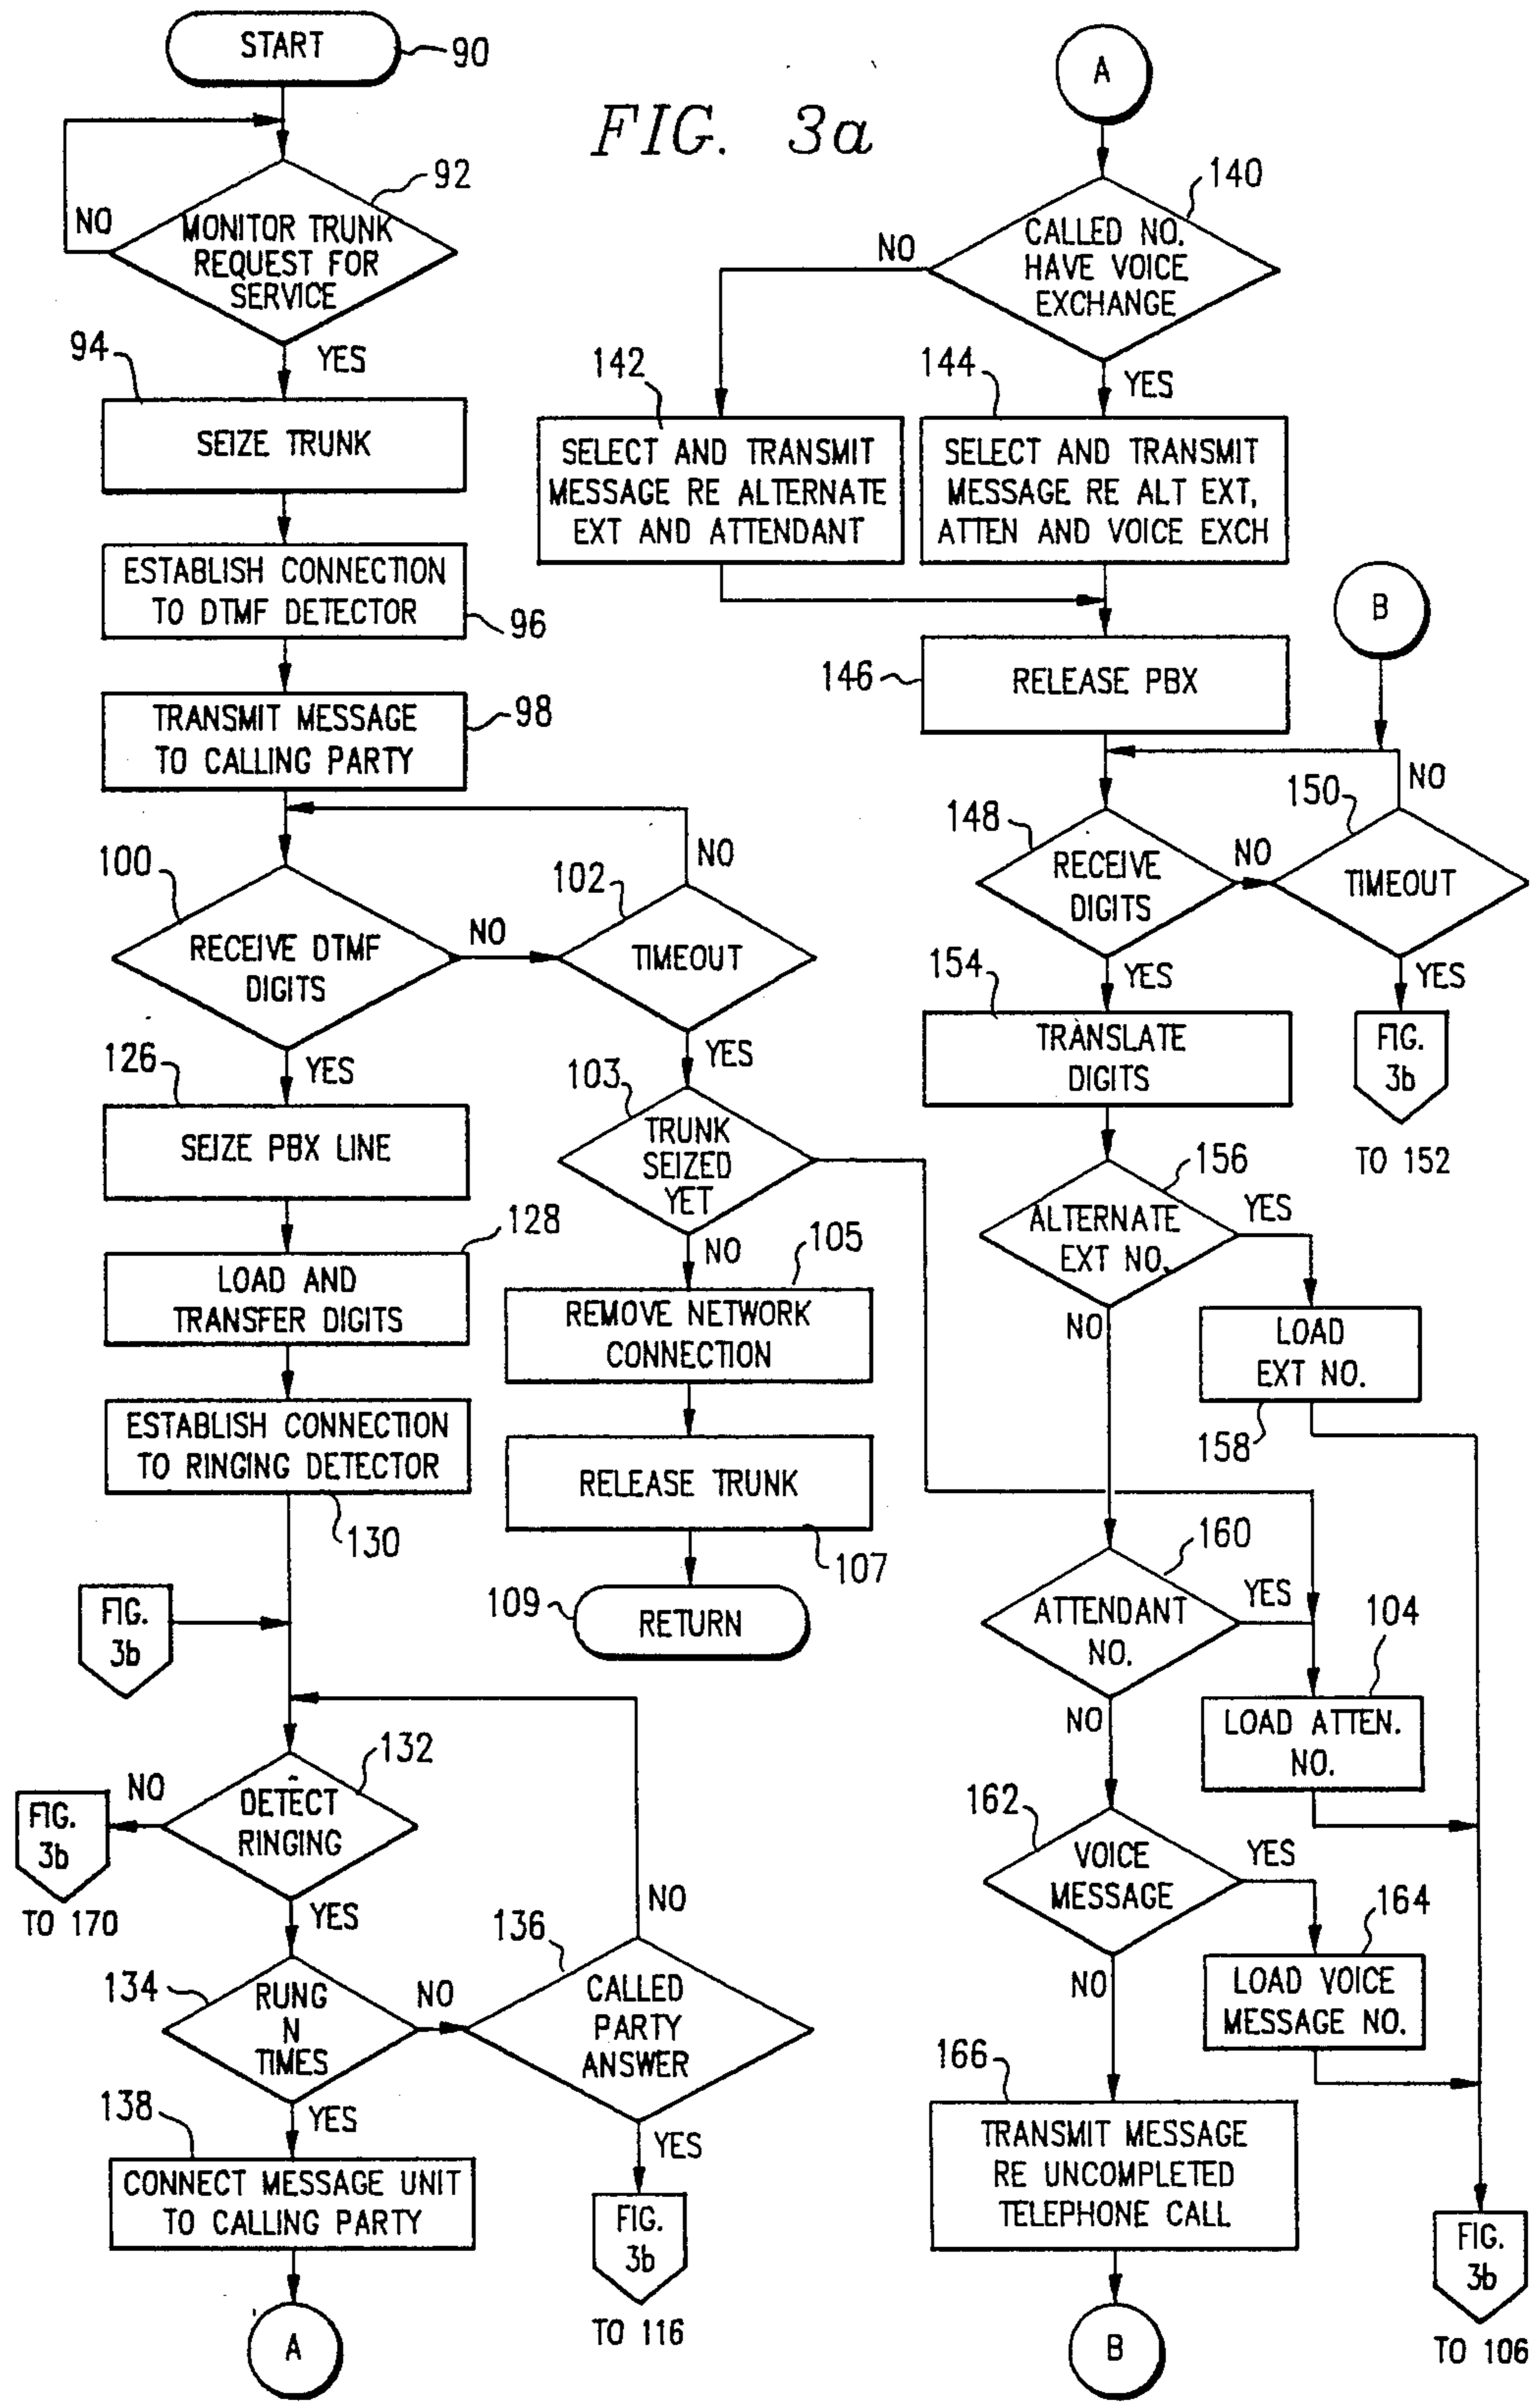 START
90
FIG. 3a
92
NO
MONITOR TRUNK
REQUEST FOR
SERVICE
YES
94
SEIZE TRUNK
ESTABLISH CONNECTION
TO DTMF DETECTOR
96
TRANSMIT MESSAGE
TO CALLING PARTY
98
100
RECEIVE DTMF
DIGITS
NO
YES
102
NO
TIMEOUT
YES
126
SEIZE PBX LINE
128
LOAD AND
TRANSFER DIGITS
ESTABLISH CONNECTION
TO RINGING DETECTOR
130
103
TRUNK
SEIZED
YET
NO
105
REMOVE NETWORK
CONNECTION
RELEASE TRUNK
107
109
RETURN
FIG.
3b
132
DETECT
RINGING
NO
FIG.
3b
TO 170
YES
134
RUNG
N
TIMES
NO
YES
136
NO
CALLED
PARTY
ANSWER
YES
FIG.
3b
TO 116
138
CONNECT MESSAGE UNIT
TO CALLING PARTY
A
A
140
CALLED NO.
HAVE VOICE
EXCHANGE
NO
YES
142
SELECT AND TRANSMIT
MESSAGE RE ALTERNATE
EXT AND ATTENDANT
144
SELECT AND TRANSMIT
MESSAGE RE ALT EXT,
ATTEN AND VOICE EXCH
B
146
RELEASE PBX
148
RECEIVE
DIGITS
NO
YES
150
NO
TIMEOUT
YES
FIG.
3b
TO 152
154
TRANSLATE
DIGITS
156
ALTERNATE
EXT NO.
YES
NO
LOAD
EXT NO.
158
160
ATTENDANT
NO.
YES
NO
104
LOAD ATTEN.
NO.
162
VOICE
MESSAGE
YES
NO
164
LOAD VOICE
MESSAGE NO.
166
TRANSMIT MESSAGE
RE UNCOMPLETED
TELEPHONE CALL
B
FIG.
3b
TO 106